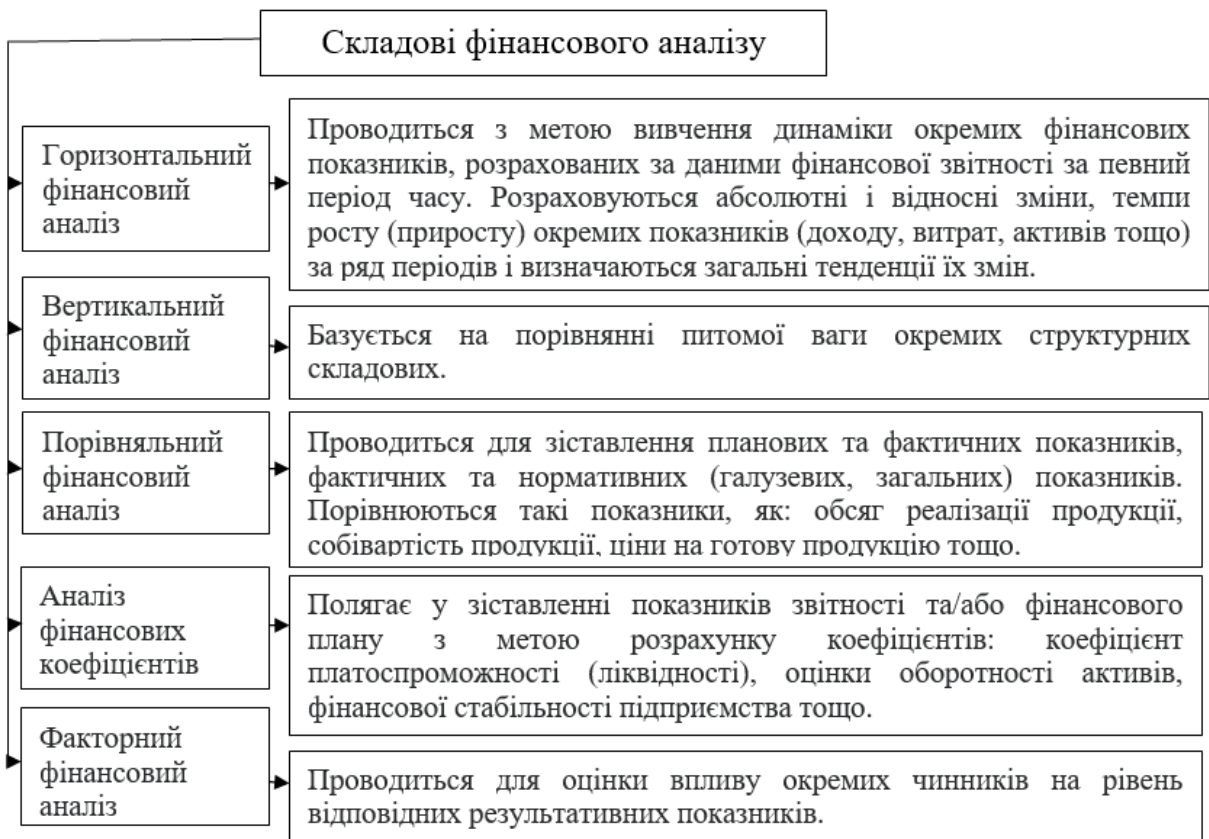 Складові фінансового аналізу
Горизонтальний
фінансовий
аналіз
Проводиться з метою вивчення динаміки окремих фінансових
показників, розрахованих за даними фінансової звітності за певний
період часу. Розраховуються абсолютні і відносні зміни, темпи
росту (приросту) окремих показників (доходу, витрат, активів тощо)
за ряд періодів і визначаються загальні тенденції їх змін.
Вертикальний
фінансовий
аналіз
Базується на порівнянні питомої ваги окремих структурних
складових.
Порівняльний
фінансовий
аналіз
Проводиться для зіставлення планових та фактичних показників,
фактичних та нормативних (галузевих, загальних) показників.
Порівнюються такі показники, як: обсяг реалізації продукції,
собівартість продукції, ціни на готову продукцію тощо.
Аналіз
фінансових
коефіцієнтів
Полягає у зіставленні показників звітності та/або фінансового
плану з метою розрахунку коефіцієнтів: коефіцієнт
платоспроможності (ліквідності), оцінки оборотності активів,
фінансової стабільності підприємства тощо.
Факторний
фінансовий
аналіз
Проводиться для оцінки впливу окремих чинників на рівень
відповідних результативних показників.